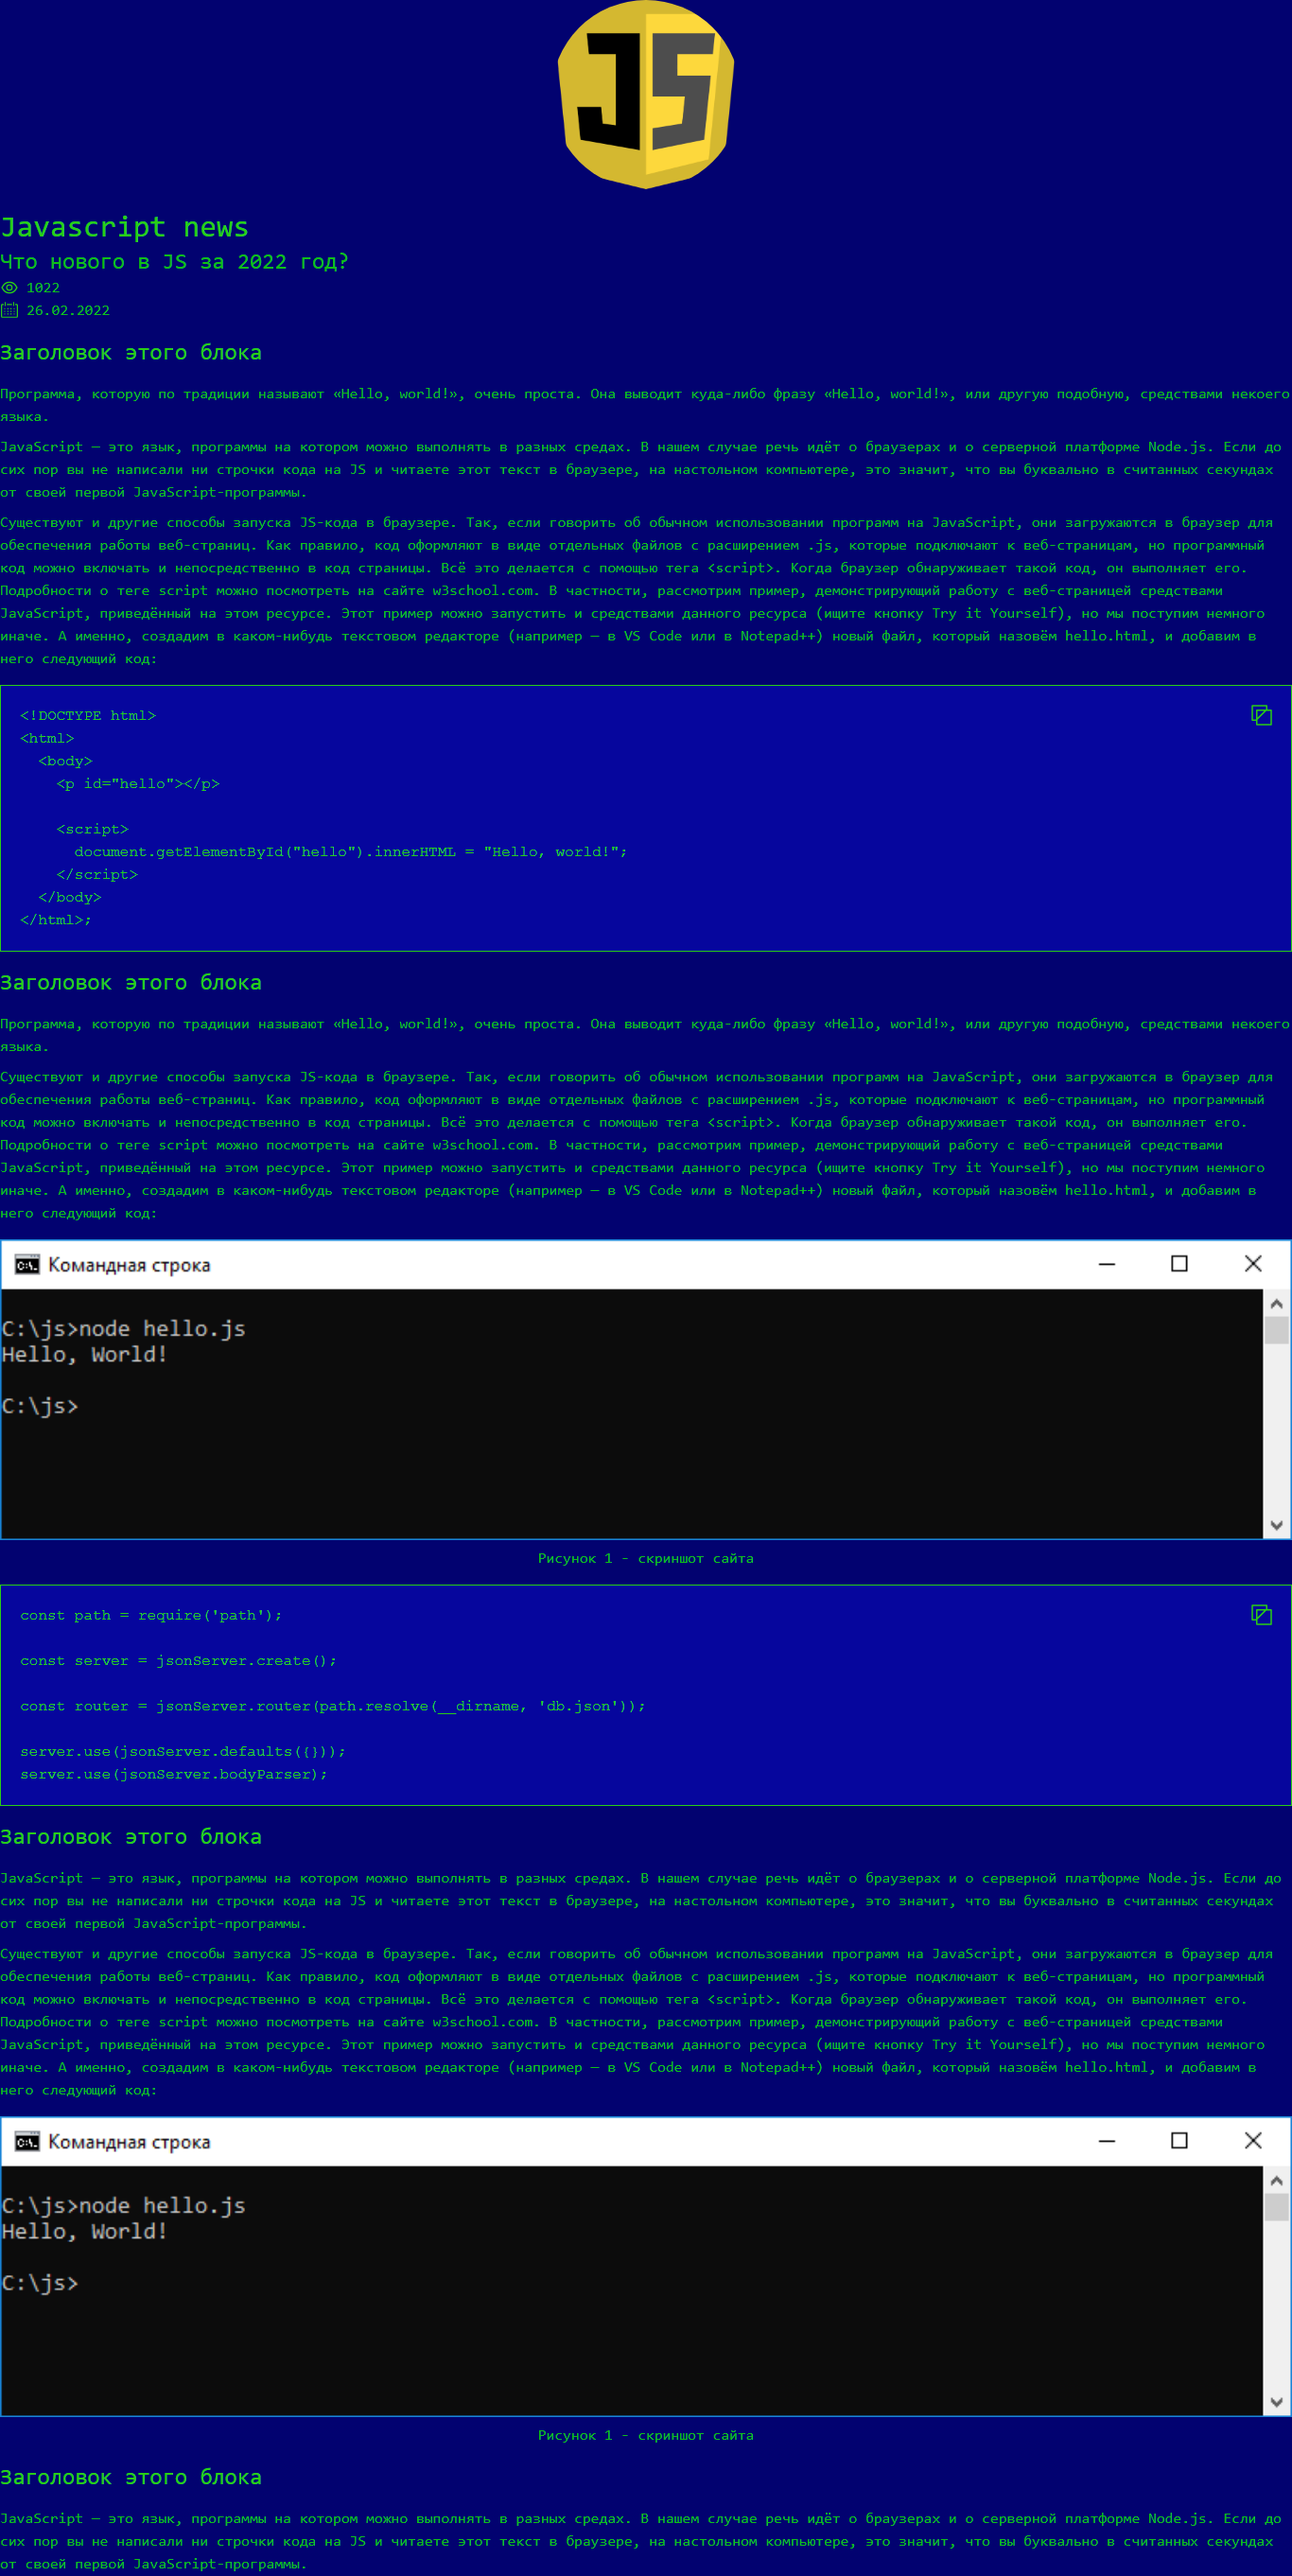 JS
Javascript news
Что нового в JS за 2022 год?
1022
26.02.2022
Заголовок этого блока
Программа, которую по традиции называют «Hello, world!», очень проста. Она выводит куда-либо фразу «Hello, world!», или другую подобную, средствами некоего
языка.
JavaScript — это язык, программы на котором можно выполнять в разных средах. В нашем случае речь идёт о браузерах и о серверной платформе Node.js. Если до
сих пор вы не написали ни строчки кода на JS и читаете этот текст в браузере, на настольном компьютере, это значит, что вы буквально в считанных секундах
от своей первой JavaScript-программы.
Существуют и другие способы запуска JS-кода в браузере. Так, если говорить об обычном использовании программ на JavaScript, они загружаются в браузер для
обеспечения работы веб-страниц. Как правило, код оформляют в виде отдельных файлов с расширением .js, которые подключают к веб-страницам, но программный
код можно включать и непосредственно в код страницы. Всё это делается с помощью тега <script>. Когда браузер обнаруживает такой код, он выполняет его.
Подробности о теге script можно посмотреть на сайте w3school.com. В частности, рассмотрим пример, демонстрирующий работу с веб-страницей средствами
JavaScript, приведённый на этом ресурсе. Этот пример можно запустить и средствами данного ресурса (ищите кнопку Try it Yourself), но мы поступим немного
иначе. А именно, создадим в каком-нибудь текстовом редакторе (например — в VS Code или в Notepad++) новый файл, который назовём hello.html, и добавим в
него следующий код:
<!DOCTYPE html>
<html>
<body>
<p id="hello"></p>
<script>
document.getElementById("hello").innerHTML = "Hello, world!";
</script>
</body>
</html>;
Заголовок этого блока
Программа, которую по традиции называют «Hello, world!», очень проста. Она выводит куда-либо фразу «Hello, world!», или другую подобную, средствами некоего
языка.
Существуют и другие способы запуска JS-кода в браузере. Так, если говорить об обычном использовании программ на JavaScript, они загружаются в браузер для
обеспечения работы веб-страниц. Как правило, код оформляют в виде отдельных файлов с расширением .js, которые подключают к веб-страницам, но программный
код можно включать и непосредственно в код страницы. Всё это делается с помощью тега <script>. Когда браузер обнаруживает такой код, он выполняет его.
Подробности о теге script можно посмотреть на сайте w3school.com. В частности, рассмотрим пример, демонстрирующий работу с веб-страницей средствами
JavaScript, приведённый на этом ресурсе. Этот пример можно запустить и средствами данного ресурса (ищите кнопку Try it Yourself), но мы поступим немного
иначе. А именно, создадим в каком-нибудь текстовом редакторе (например — в VS Code или в Notepad++) новый файл, который назовём hello.html, и добавим в
него следующий код:
Командная строка
C:\js>node hello.js
Hello, World!
C:\js>
Рисунок 1 - скриншот сайта
const path = require('path');
const server = jsonServer.create();
const router = jsonServer.router(path.resolve(__dirname, 'db.json'));
server.use(jsonServer.defaults({}));
server.use(jsonServer.bodyParser);
Заголовок этого блока
JavaScript — это язык, программы на котором можно выполнять в разных средах. В нашем случае речь идёт о браузерах и о серверной платформе Node.js. Если до
сих пор вы не написали ни строчки кода на JS и читаете этот текст в браузере, на настольном компьютере, это значит, что вы буквально в считанных секундах
от своей первой JavaScript-программы.
Существуют и другие способы запуска JS-кода в браузере. Так, если говорить об обычном использовании программ на JavaScript, они загружаются в браузер для
обеспечения работы веб-страниц. Как правило, код оформляют в виде отдельных файлов с расширением .js, которые подключают к веб-страницам, но программный
код можно включать и непосредственно в код страницы. Всё это делается с помощью тега <script>. Когда браузер обнаруживает такой код, он выполняет его.
Подробности о теге script можно посмотреть на сайте w3school.com. В частности, рассмотрим пример, демонстрирующий работу с веб-страницей средствами
JavaScript, приведённый на этом ресурсе. Этот пример можно запустить и средствами данного ресурса (ищите кнопку Try it Yourself), но мы поступим немного
иначе. А именно, создадим в каком-нибудь текстовом редакторе (например — в VS Code или в Notepad++) новый файл, который назовём hello.html, и добавим в
него следующий код:
Командная строка
C:\js>node hello.js
Hello, World!
C:\js>
Рисунок 1 - скриншот сайта
Заголовок этого блока
JavaScript — это язык, программы на котором можно выполнять в разных средах. В нашем случае речь идёт о браузерах и о серверной платформе Node.js. Если до
сих пор вы не написали ни строчки кода на JS и читаете этот текст в браузере, на настольном компьютере, это значит, что вы буквально в считанных секундах
от своей первой JavaScript-программы.